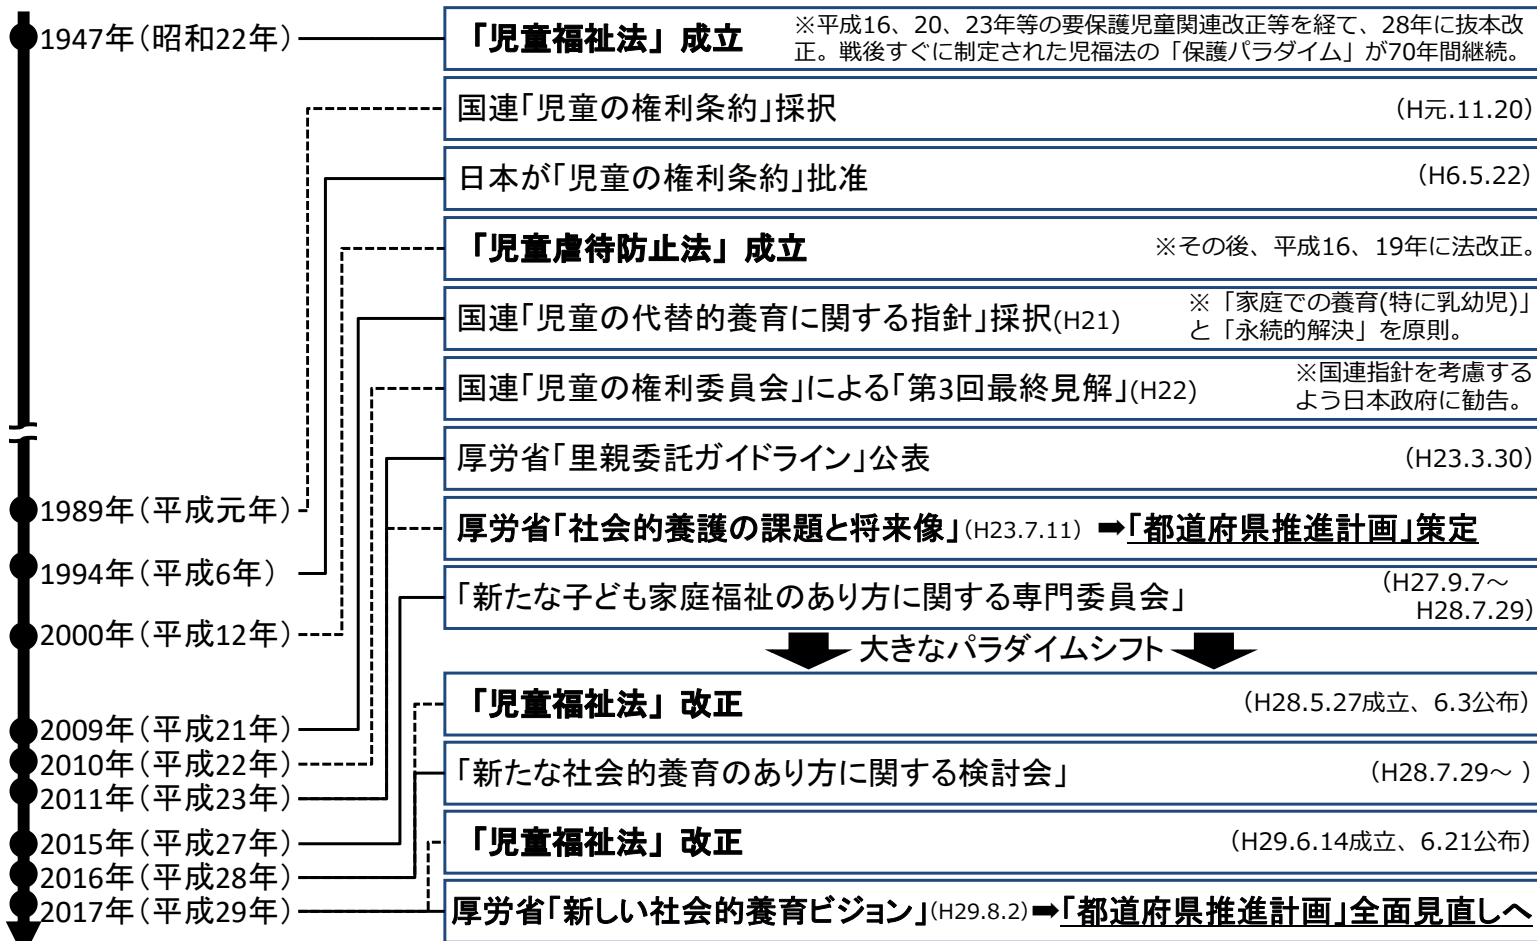 1947年（昭和22年）
「児童福祉法」 成立
※平成16、20、23年等の要保護児童関連改正等を経て、28年に抜本改
正。戦後すぐに制定された児福法の「保護パラダイム」が70年間継続。
国連「児童の権利条約」採択
（H元.11.20）
日本が「児童の権利条約」批准
（H6.5.22）
「児童虐待防止法」 成立
※その後、平成16、19年に法改正。
国連「児童の代替的養育に関する指針」採択(H21)
※「家庭での養育(特に乳幼児)」
と「永続的解決」を原則。
国連「児童の権利委員会」による「第3回最終見解」(H22)
※国連指針を考慮する
よう日本政府に勧告。
厚労省「里親委託ガイドライン」公表
（H23.3.30）
1989年（平成元年）
厚労省「社会的養護の課題と将来像」（H23.7.11） ➡「都道府県推進計画」策定
1994年（平成6年）
「新たな子ども家庭福祉のあり方に関する専門委員会」
（H27.9.7～
H28.7.29）
2000年（平成12年）
大きなパラダイムシフト
「児童福祉法」 改正
（H28.5.27成立、6.3公布）
2009年（平成21年）
2010年（平成22年）
「新たな社会的養育のあり方に関する検討会」
（H28.7.29～ ）
2011年（平成23年）
2015年（平成27年）
「児童福祉法」 改正
（H29.6.14成立、6.21公布）
2016年（平成28年）
2017年（平成29年）
厚労省「新しい社会的養育ビジョン」(H29.8.2)➡「都道府県推進計画」全面見直しへ